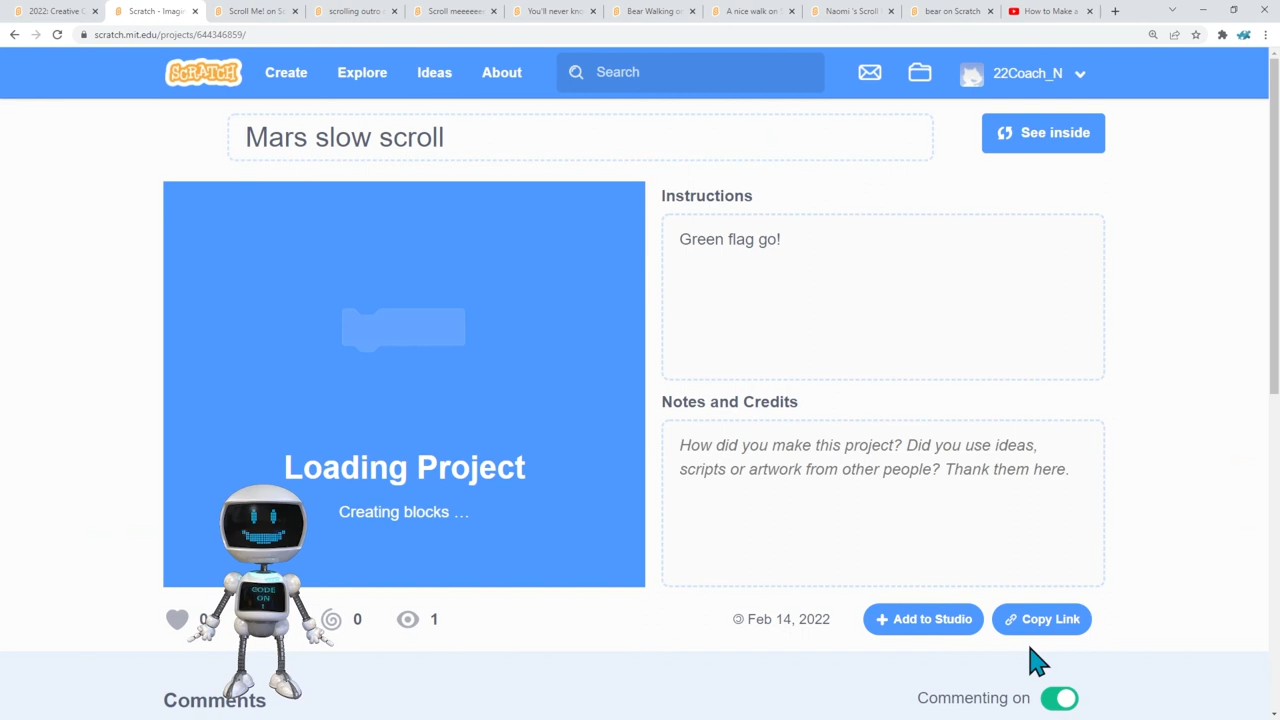 2022: Creative C
Scratch - Imagin
Scroll Me! on Sc
scrolling outro o
Scroll meeeeee
You'll never kno
Bear Walking on
A nice walk on S
Naomi 's Scroll
bear on Scratch
How to Make a
scratch.mit.edu/projects/644346859/
SCRATCH
Create
Explore
Ideas
About
Search
22Coach_N
Mars slow scroll
See inside
Instructions
Green flag go!
Loading Project
Creating blocks …
Notes and Credits
How did you make this project? Did you use ideas,
scripts or artwork from other people? Thank them here.
CODE
ON
!
0
0
1
Feb 14, 2022
Add to Studio
Copy Link
Comments
Commenting on